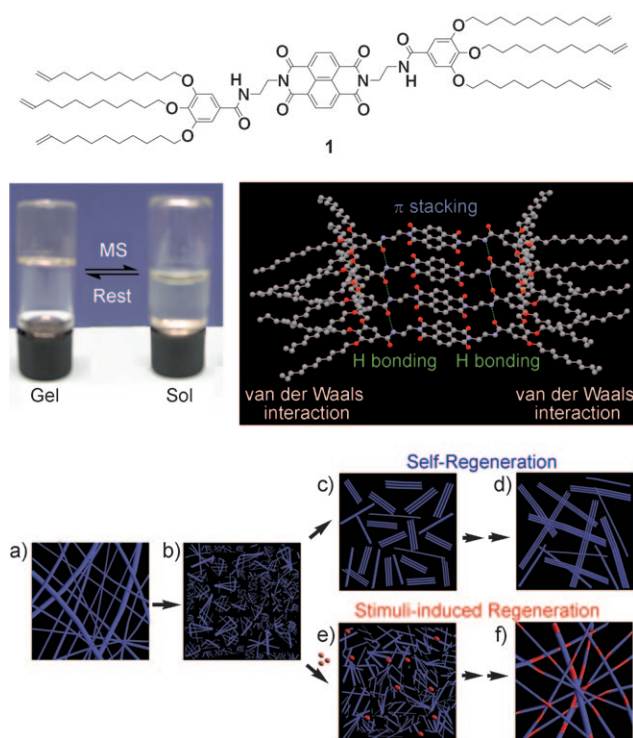 O
O O
O O O
O H N N N
O N N H
O O O O
O
1
MS
Rest
Gel
Sol
π stacking
H bonding H bonding
van der Waals
interaction
van der Waals
interaction
Self-Regeneration
c)
d)
a)
b)
Stimuli-induced Regeneration
e)
f)